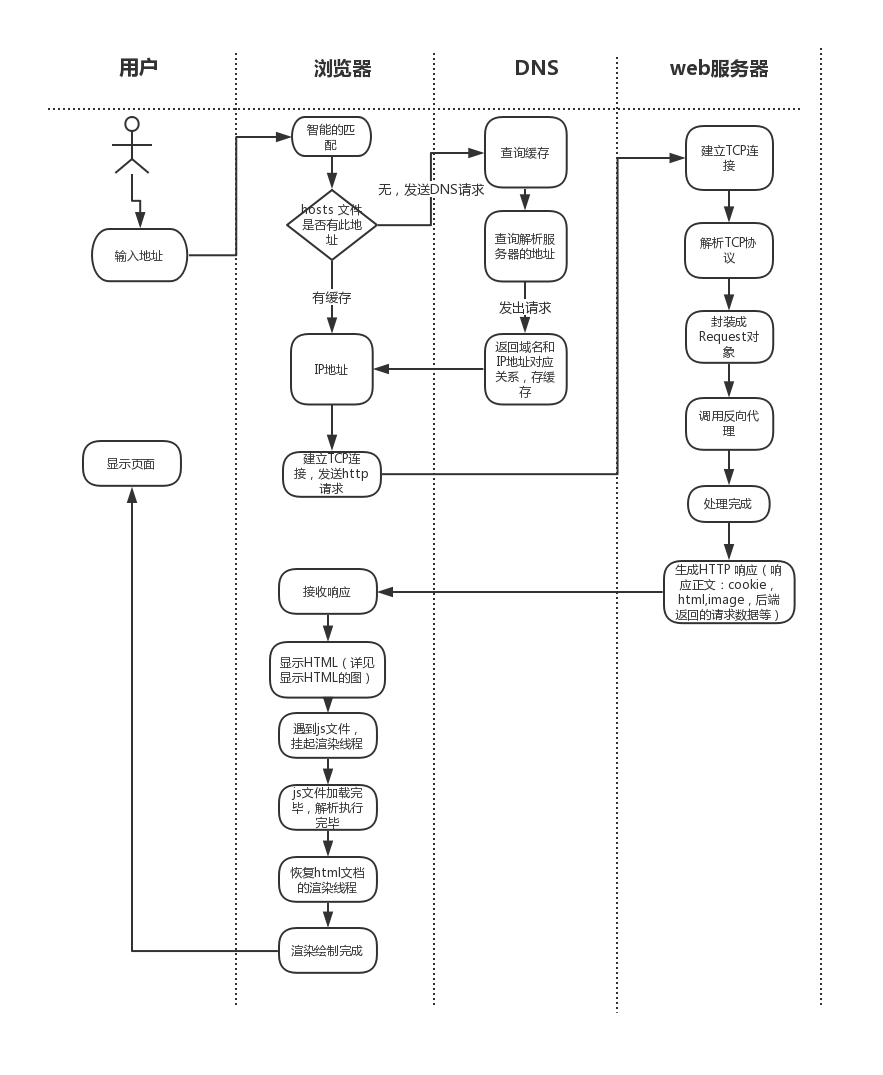 用户
浏览器
DNS
web服务器
输入地址
显示页面
智能的匹
配
hosts 文件
是否有此地
址
无，发送DNS请求
有缓存
IP地址
建立TCP连
接，发送http
请求
接收响应
显示HTML（详见
显示HTML的图）
遇到js文件，
挂起渲染线程
js文件加载完
毕，解析执行
完毕
恢复html文档
的渲染线程
渲染绘制完成
查询缓存
查询解析服
务器的地址
发出请求
返回域名和
IP地址对应
关系，存缓
存
建立TCP连
接
解析TCP协
议
封装成
Request对
象
调用反向代
理
处理完成
生成HTTP 响应（响
应正文：cookie，
html,image，后端
返回的请求数据等）